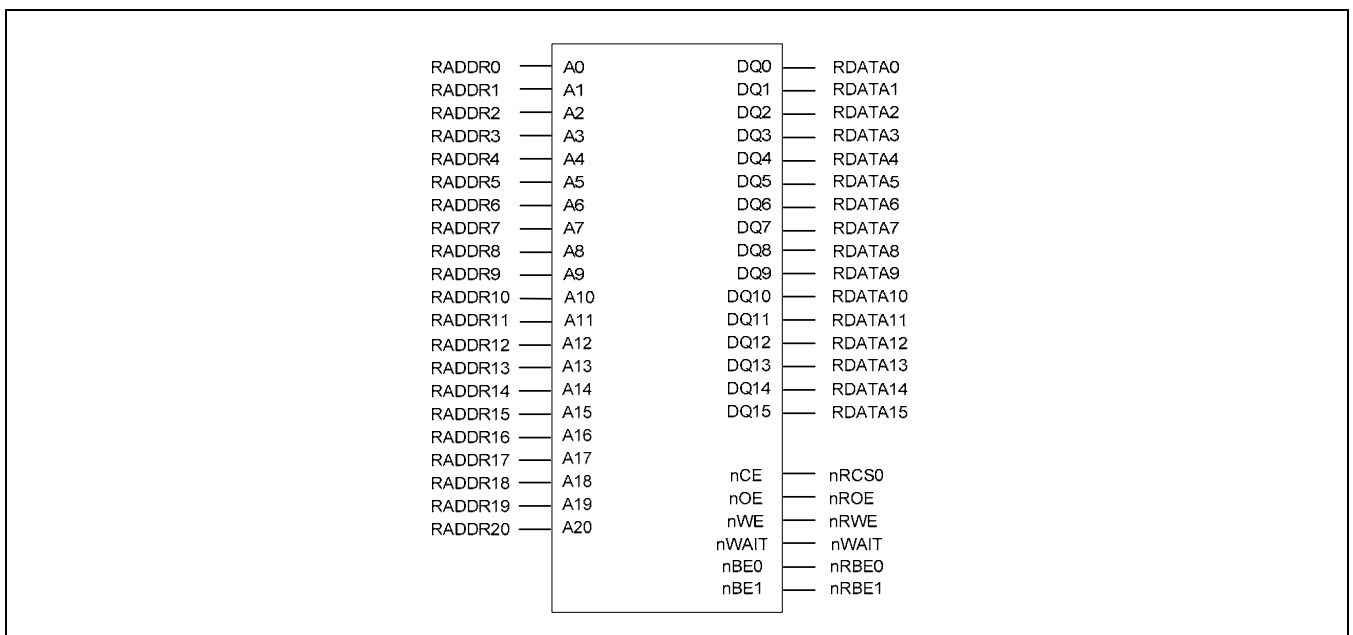 RADDR0 A0 DQ0 RDATA0
RADDR1 A1 DQ1 RDATA1
RADDR2 A2 DQ2 RDATA2
RADDR3 A3 DQ3 RDATA3
RADDR4 A4 DQ4 RDATA4
RADDR5 A5 DQ5 RDATA5
RADDR6 A6 DQ6 RDATA6
RADDR7 A7 DQ7 RDATA7
RADDR8 A8 DQ8 RDATA8
RADDR9 A9 DQ9 RDATA9
RADDR10 A10 DQ10 RDATA10
RADDR11 A11 DQ11 RDATA11
RADDR12 A12 DQ12 RDATA12
RADDR13 A13 DQ13 RDATA13
RADDR14 A14 DQ14 RDATA14
RADDR15 A15 DQ15 RDATA15
RADDR16 A16
RADDR17 A17
RADDR18 A18 nCE nRCS0
RADDR19 A19 nOE nROE
RADDR20 A20 nWE nRWE
nWAIT nWAIT
nBE0 nRBE0
nBE1 nRBE1